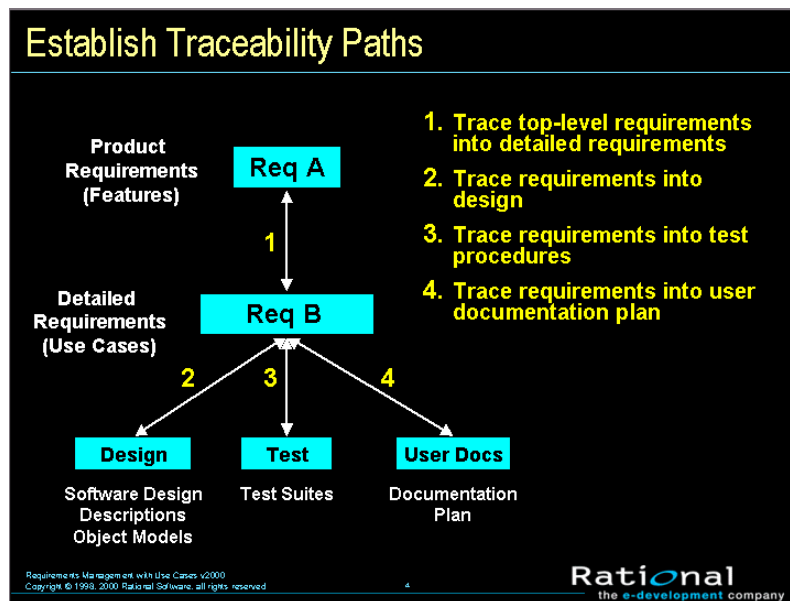 Establish Traceability Paths
Product
Requirements
(Features)
Req A
1
Detailed
Requirements
(Use Cases)
Req B
2
3
4
Design
Test
User Docs
Software Design
Descriptions
Object Models
Test Suites
Documentation
Plan
1. Trace top-level requirements
into detailed requirements
2. Trace requirements into
design
3. Trace requirements into test
procedures
4. Trace requirements into user
documentation plan
Requirements Management with Use Cases v2000
Copyright © 1998, 2000 Rational Software, all rights reserved
4
Rational
the e-development company